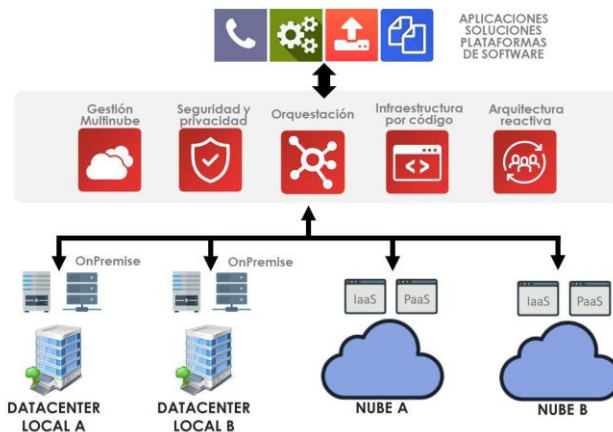 APLICACIONES
SOLUCIONES
PLATAFORMAS
DE SOFTWARE
Gestión
Multinube
Seguridad y
privacidad
Orquestación
Infraestructura
por código
Arquitectura
reactiva
OnPremise
OnPremise
IaaS
PaaS
IaaS
PaaS
DATACENTER
LOCAL A
DATACENTER
LOCAL B
NUBE A
NUBE B